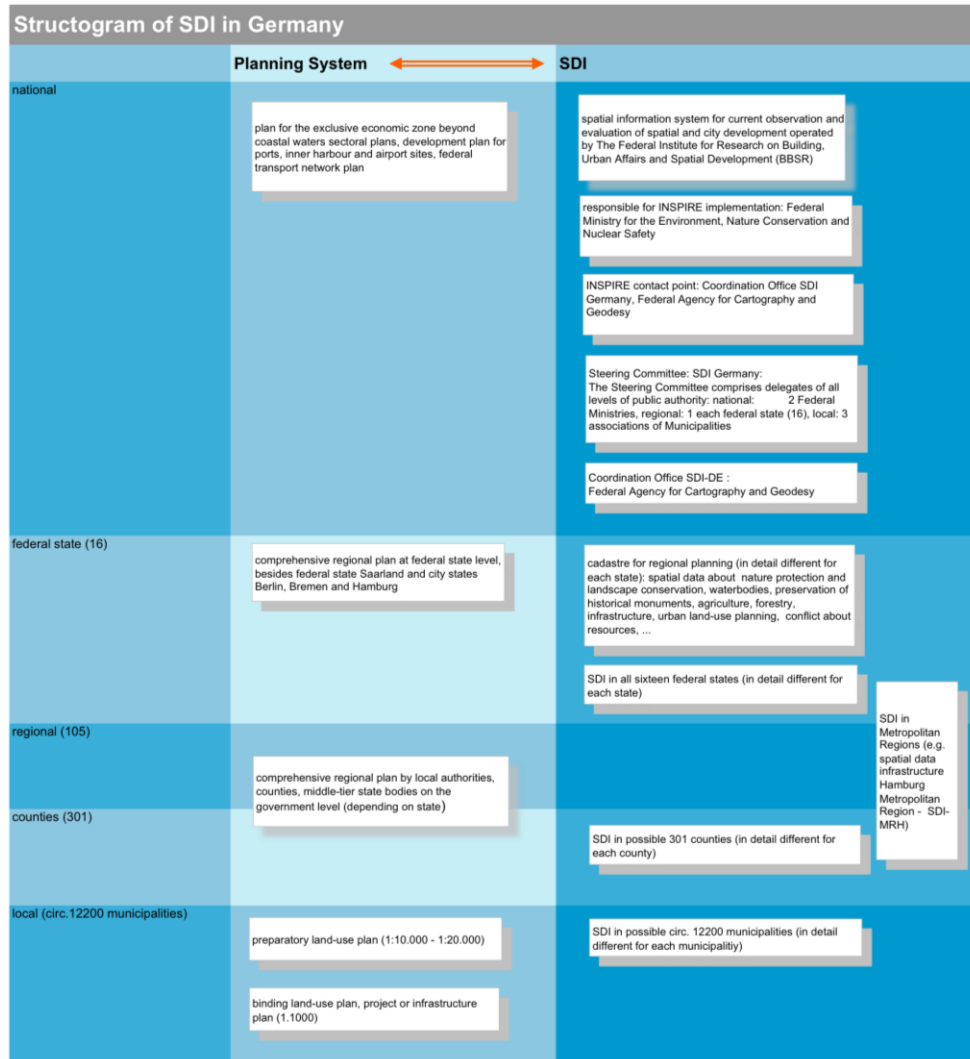 Structogram of SDI in Germany
Planning System
SDI
national
plan for the exclusive economic zone beyond
coastal waters sectoral plans, development plan for
ports, inner harbour and airport sites, federal
transport network plan
spatial information system for current observation and
evaluation of spatial and city development operated
by The Federal Institute for Research on Building,
Urban Affairs and Spatial Development (BBSR)
responsible for INSPIRE implementation: Federal
Ministry for the Environment, Nature Conservation and
Nuclear Safety
INSPIRE contact point: Coordination Office SDI
Germany, Federal Agency for Cartography and
Geodesy
Steering Committee: SDI Germany:
The Steering Committee comprises delegates of all
levels of public authority: national: 2 Federal
Ministries, regional: 1 each federal state (16), local: 3
associations of Municipalities
Coordination Office SDI-DE :
Federal Agency for Cartography and Geodesy
federal state (16)
comprehensive regional plan at federal state level,
besides federal state Saarland and city states
Berlin, Bremen and Hamburg
cadastre for regional planning (in detail different for
each state): spatial data about nature protection and
landscape conservation, waterbodies, preservation of
historical monuments, agriculture, forestry,
infrastructure, urban land-use planning, conflict about
resources, ...
SDI in all sixteen federal states (in detail different for
each state)
SDI in
Metropolitan
Regions (e.g.
spatial data
infrastructure
Hamburg
Metropolitan
Region - SDI-
MRH)
regional (105)
comprehensive regional plan by local authorities,
counties, middle-tier state bodies on the
government level (depending on state)
counties (301)
SDI in possible 301 counties (in detail different for
each county)
local (circ.12200 municipalities)
preparatory land-use plan (1:10.000 - 1:20.000)
SDI in possible circ. 12200 municipalities (in detail
different for each municipalitiy)
binding land-use plan, project or infrastructure
plan (1.1000)